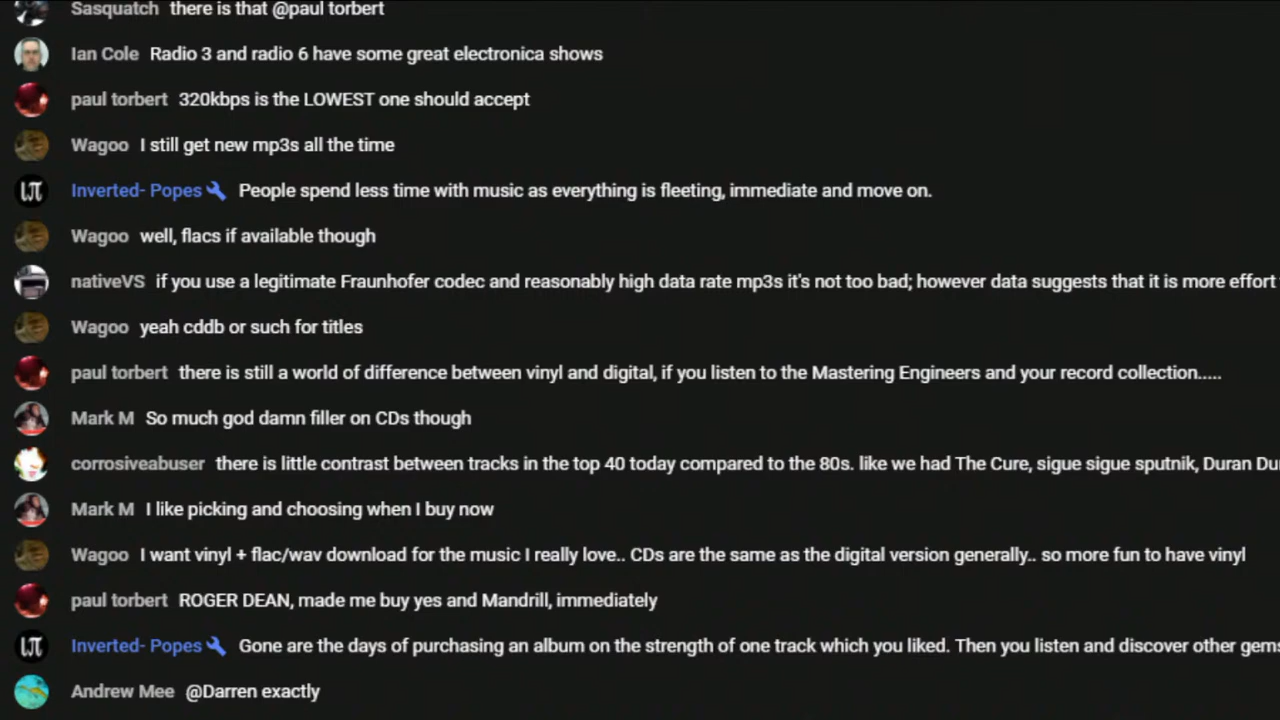 Sasquatch there is that @paul torbert
Ian Cole Radio 3 and radio 6 have some great electronica shows
paul torbert 320kbps is the LOWEST one should accept
Wagoo I still get new mp3s all the time
Inverted- Popes People spend less time with music as everything is fleeting, immediate and move on.
Wagoo well, flacs if available though
nativeVS if you use a legitimate Fraunhofer codec and reasonably high data rate mp3s it's not too bad; however data suggests that it is more effort
Wagoo yeah cddb or such for titles
paul torbert there is still a world of difference between vinyl and digital, if you listen to the Mastering Engineers and your record collection.....
Mark M So much god damn filler on CDs though
corrosiveabuser there is little contrast between tracks in the top 40 today compared to the 80s. like we had The Cure, sigue sigue sputnik, Duran Du
Mark M I like picking and choosing when I buy now
Wagoo I want vinyl + flac/wav download for the music I really love.. CDs are the same as the digital version generally.. so more fun to have vinyl
paul torbert ROGER DEAN, made me buy yes and Mandrill, immediately
Inverted- Popes Gone are the days of purchasing an album on the strength of one track which you liked. Then you listen and discover other gems
Andrew Mee @Darren exactly